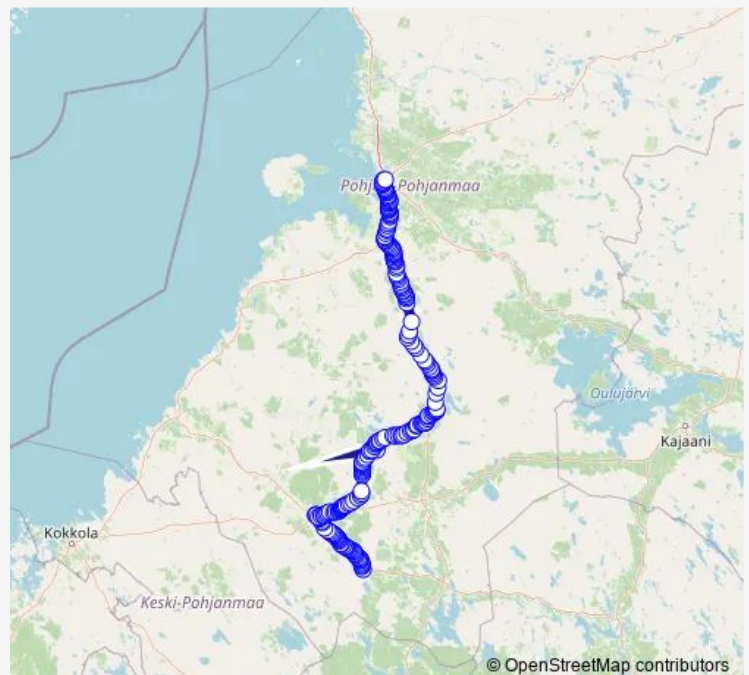 Pohj Pohjanmaa
Oulujärvi
Kajaani
Kokkola
Keski-Pohjanmaa
© OpenStreetMap contributors